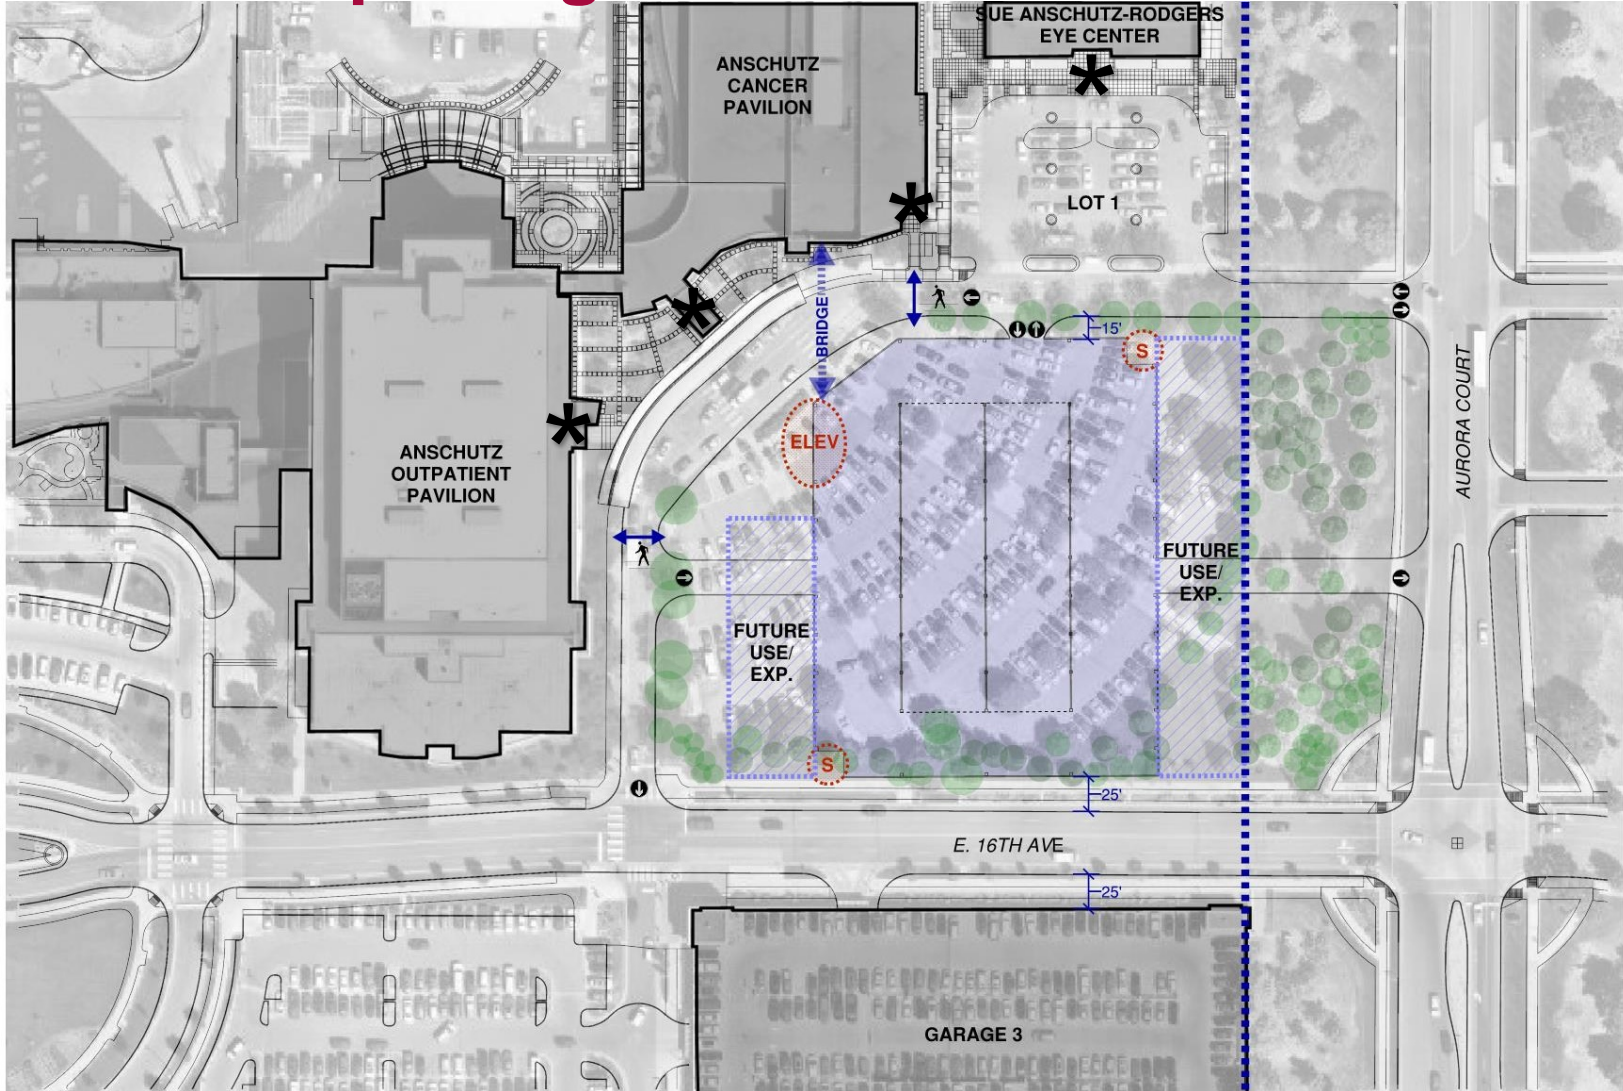 SUE ANSCHUTZ-RODGERS
EYE CENTER
ANSCHUTZ
CANCER
PAVILION
LOT 1
BRIDGE
15'
S
AURORA COURT
ELEV
ANSCHUTZ
OUTPATIENT
PAVILION
FUTURE
USE/
EXP.
FUTURE
USE/
EXP.
S
25'
E. 16TH AVE
25'
GARAGE 3